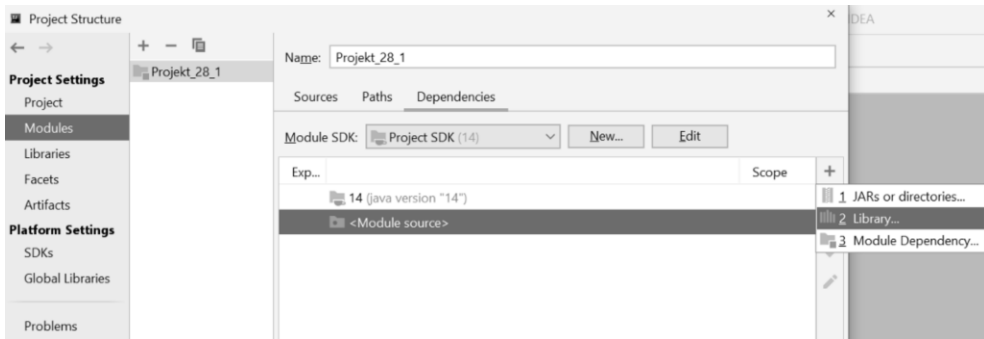 Project Structure
IDEA
Project Settings
Project
Modules
Libraries
Facets
Artifacts
Platform Settings
SDKs
Global Libraries
Problems
Projekt_28_1
Name: Projekt_28_1
Sources Paths Dependencies
Module SDK: Project SDK (14) New... Edit
Exp... Scope
14 (java version "14")
<Module source>
1 JARs or directories...
2 Library...
3 Module Dependency...